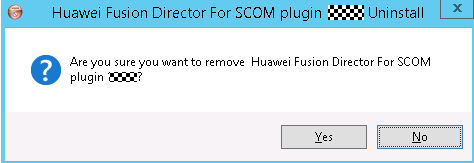 Huawei Fusion Director For SCOM plugin Uninstall
x
Are you sure you want to remove Huawei Fusion Director For SCOM
plugin ?
Yes No